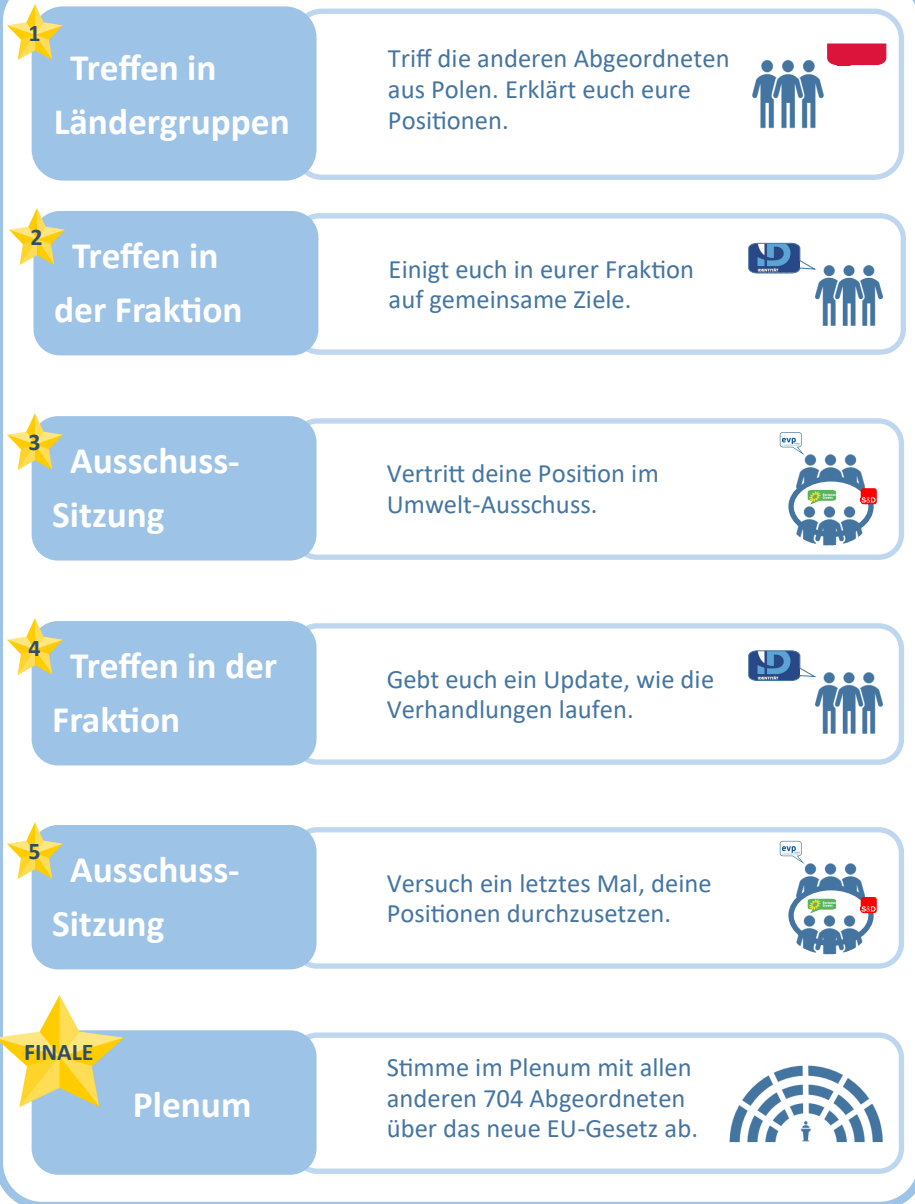 1
Treffen in
Ländergruppen
Triff die anderen Abgeordneten
aus Polen. Erklärt euch eure
Positionen.
2
Treffen in
der Fraktion
Einigt euch in eurer Fraktion
auf gemeinsame Ziele.
ID
IDENTITÄT
3
Ausschuss-
Sitzung
Vertritt deine Position im
Umwelt-Ausschuss.
evp
S&D
4
Treffen in der
Fraktion
Gebt euch ein Update, wie die
Verhandlungen laufen.
ID
IDENTITÄT
5
Ausschuss-
Sitzung
Versuch ein letztes Mal, deine
Positionen durchzusetzen.
evp
S&D
FINALE
Plenum
Stimme im Plenum mit allen
anderen 704 Abgeordneten
über das neue EU-Gesetz ab.